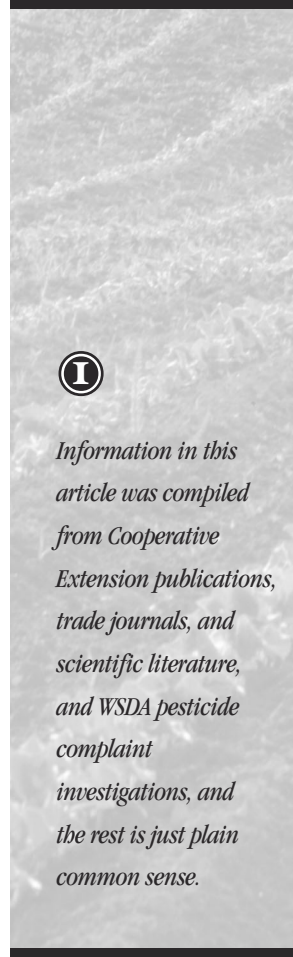 I
Information in this
article was compiled
from Cooperative
Extension publications,
trade journals, and
scientific literature,
and WSDA pesticide
complaint
investigations, and
the rest is just plain
common sense.